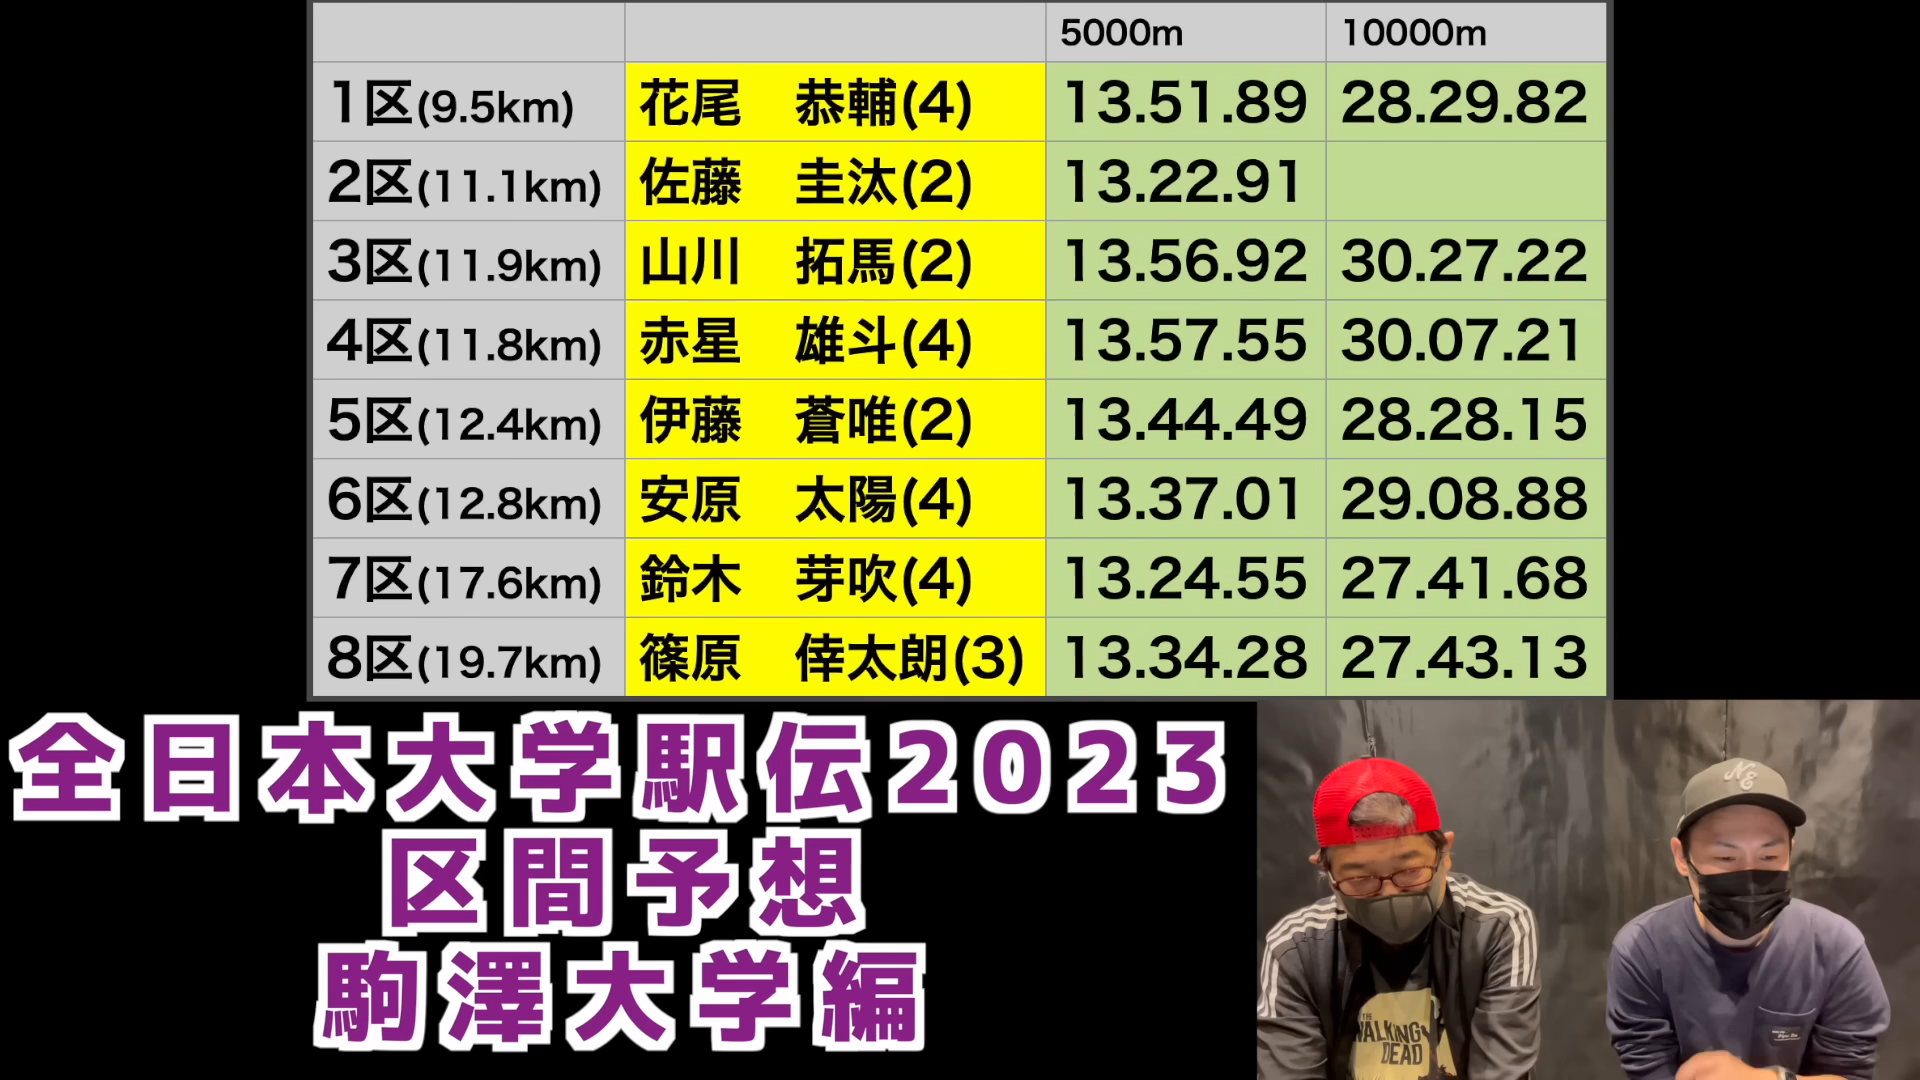 5000m 10000m
1区(9.5km) 花尾 恭輔(4) 13.51.89 28.29.82
2区(11.1km) 佐藤 圭汰(2) 13.22.91
3区(11.9km) 山川 拓馬(2) 13.56.92 30.27.22
4区(11.8km) 赤星 雄斗(4) 13.57.55 30.07.21
5区(12.4km) 伊藤 蒼唯(2) 13.44.49 28.28.15
6区(12.8km) 安原 太陽(4) 13.37.01 29.08.88
7区(17.6km) 鈴木 芽吹(4) 13.24.55 27.41.68
8区(19.7km) 篠原 倖太朗(3) 13.34.28 27.43.13
全日本大学駅伝2023
区間予想
駒澤大学編
NE
THE
WALKING
DEAD